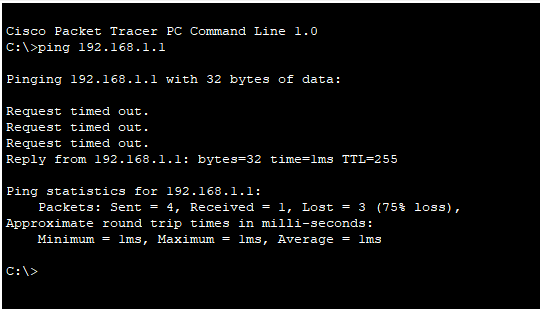 Cisco Packet Tracer PC Command Line 1.0
C:\>ping 192.168.1.1
Pinging 192.168.1.1 with 32 bytes of data:
Request timed out.
Request timed out.
Request timed out.
Reply from 192.168.1.1: bytes=32 time=1ms TTL=255
Ping statistics for 192.168.1.1:
Packets: Sent = 4, Received = 1, Lost = 3 (75% loss),
Approximate round trip times in milli-seconds:
Minimum = 1ms, Maximum = 1ms, Average = 1ms
C:\>